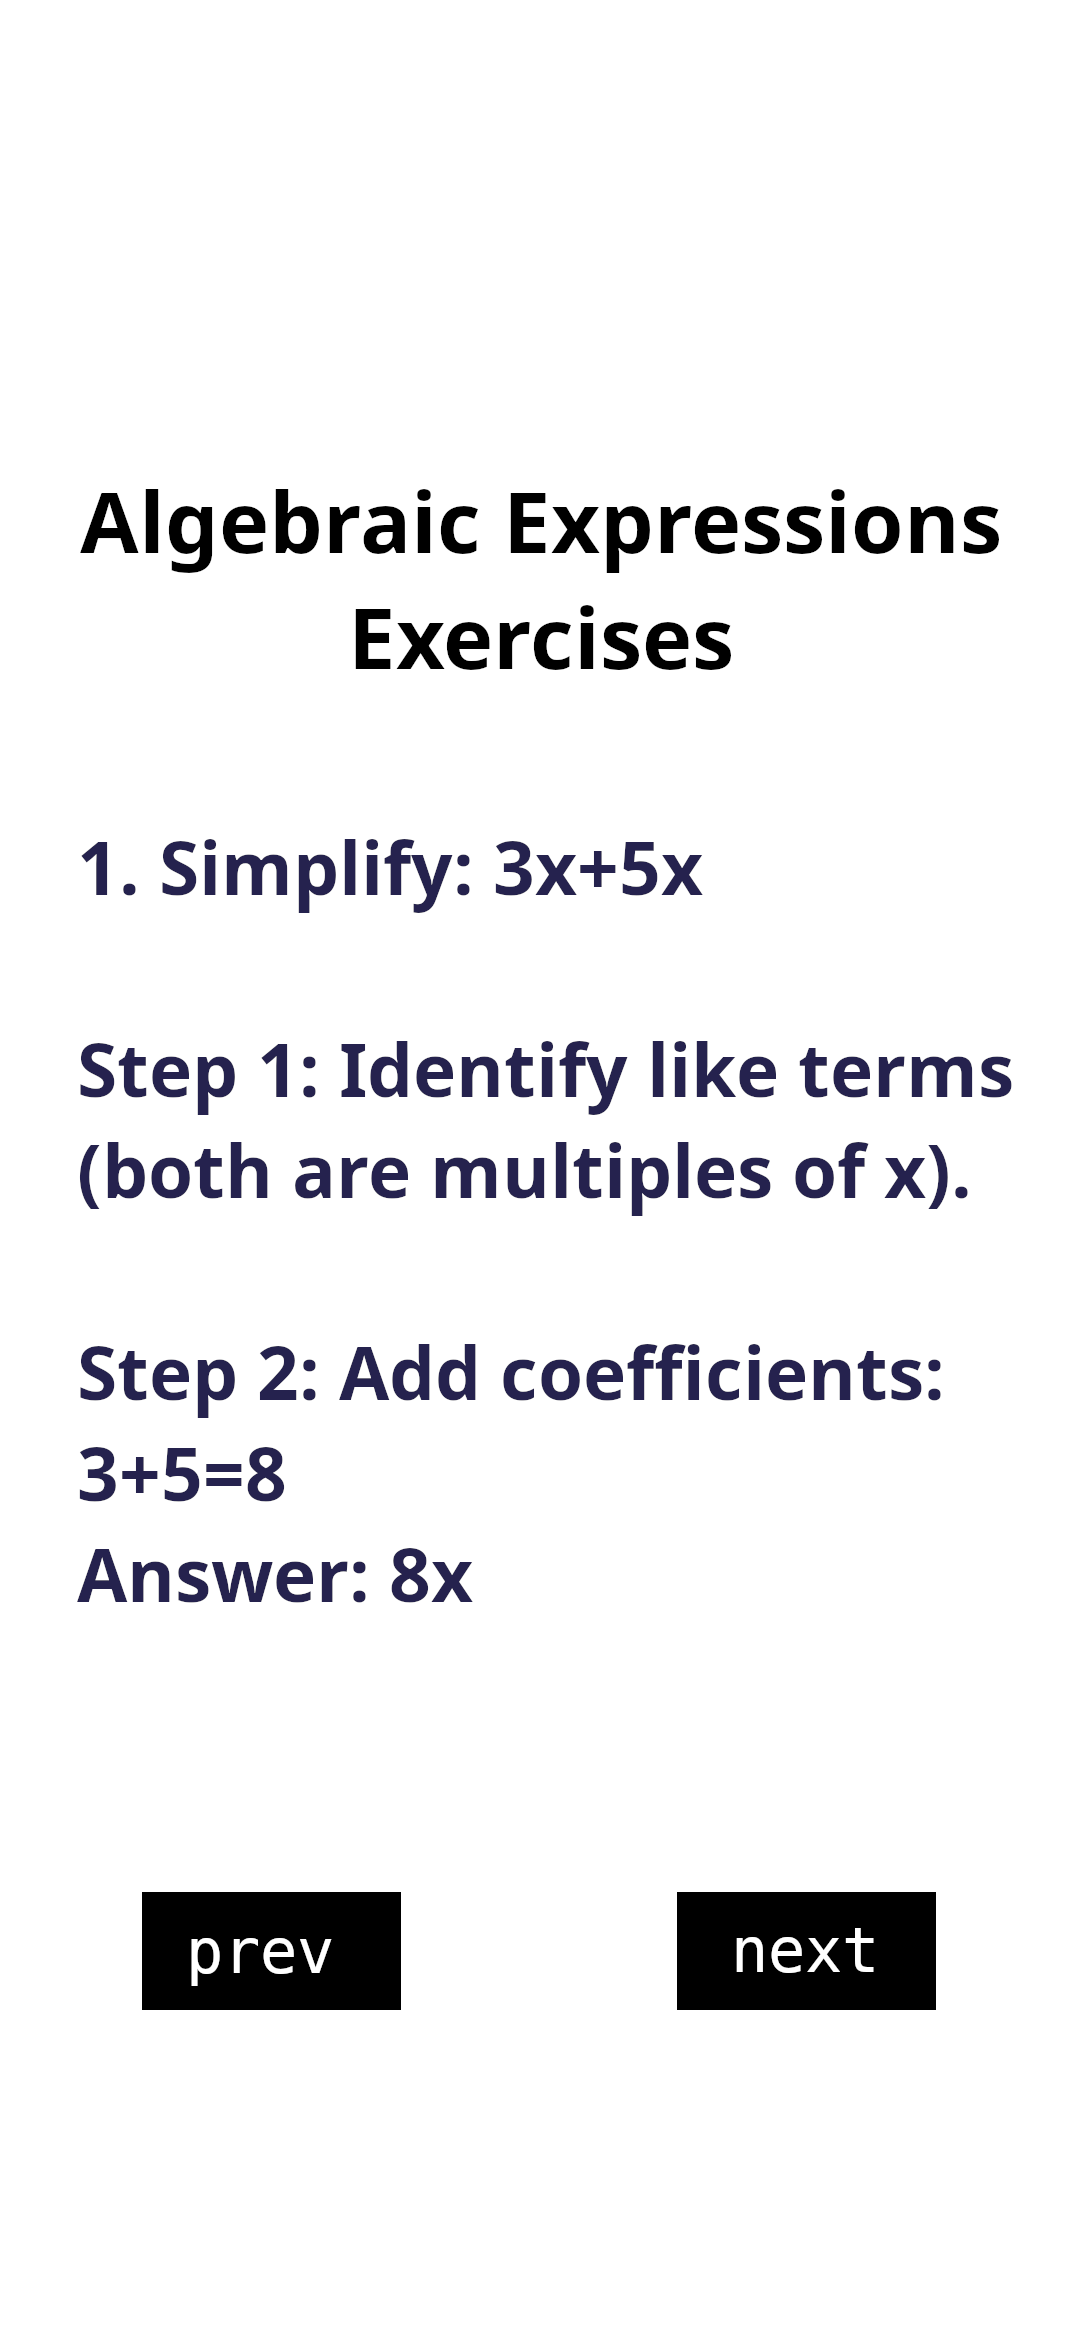 Algebraic Expressions
Exercises
1. Simplify: 3x+5x
Step 1: Identify like terms
(both are multiples of x).
Step 2: Add coefficients:
3+5=8
Answer: 8x
prev
next